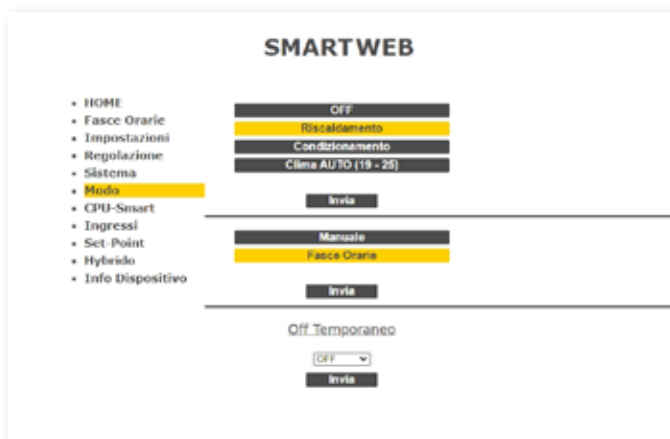 SMARTWEB
HOME
Fasce Orarie
Impostazioni
Regolazione
Sistema
Modo
CPU-Smart
Ingressi
Set-Point
Hybrido
Info Dispositivo
OFF
Riscaldamento
Condizionamento
Clima AUTO (19 - 25)
Invia
Manuale
Fasce Orarie
Invia
Off Temporaneo
OFF
Invia